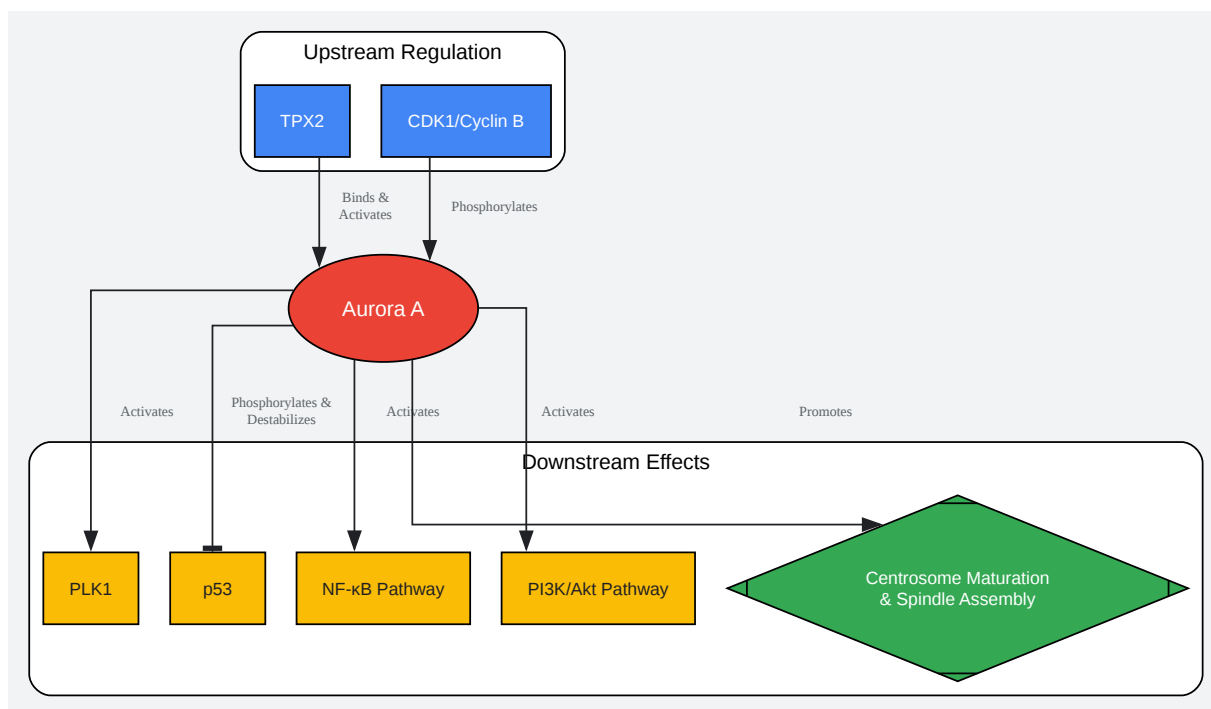 Upstream Regulation
TPX2
CDK1/Cyclin B
Binds &
Activates
Phosphorylates
Aurora A
Activates
Phosphorylates &
Destabilizes
Activates
Activates
Promotes
Downstream Effects
PLK1
p53
NF-κB Pathway
PI3K/Akt Pathway
Centrosome Maturation
& Spindle Assembly